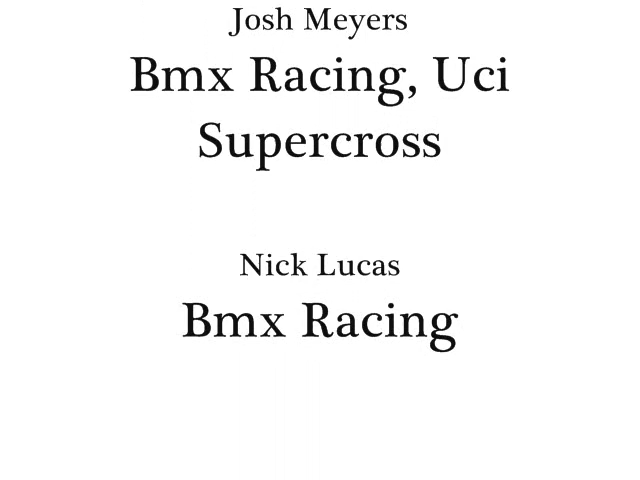 Josh Meyers
Bmx Racing, Uci
Supercross
Nick Lucas
Bmx Racing